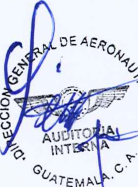 DIRECCION GENERAL DE AERONAU
AUDITORIA
INTERNA
GUATEMALA, C. A.